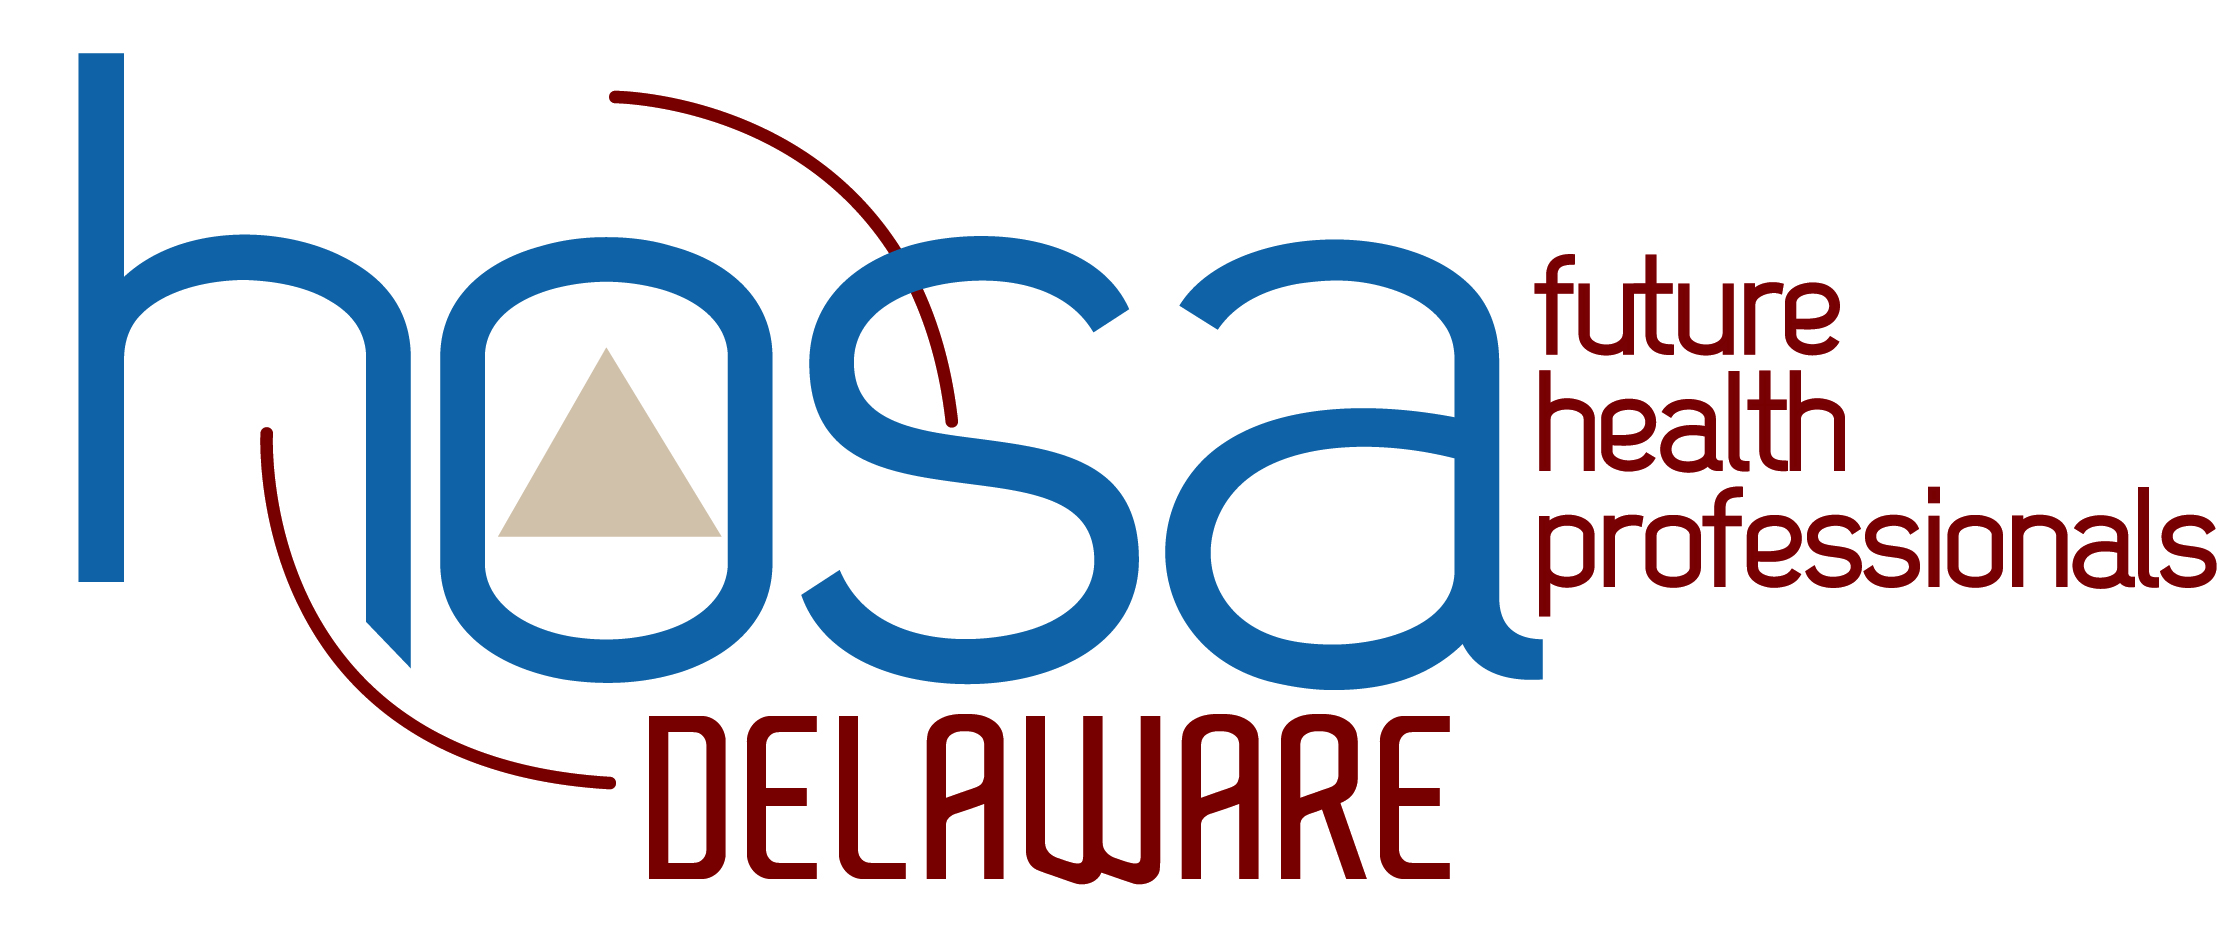 hosa
future
health
professionals
DELAWARE